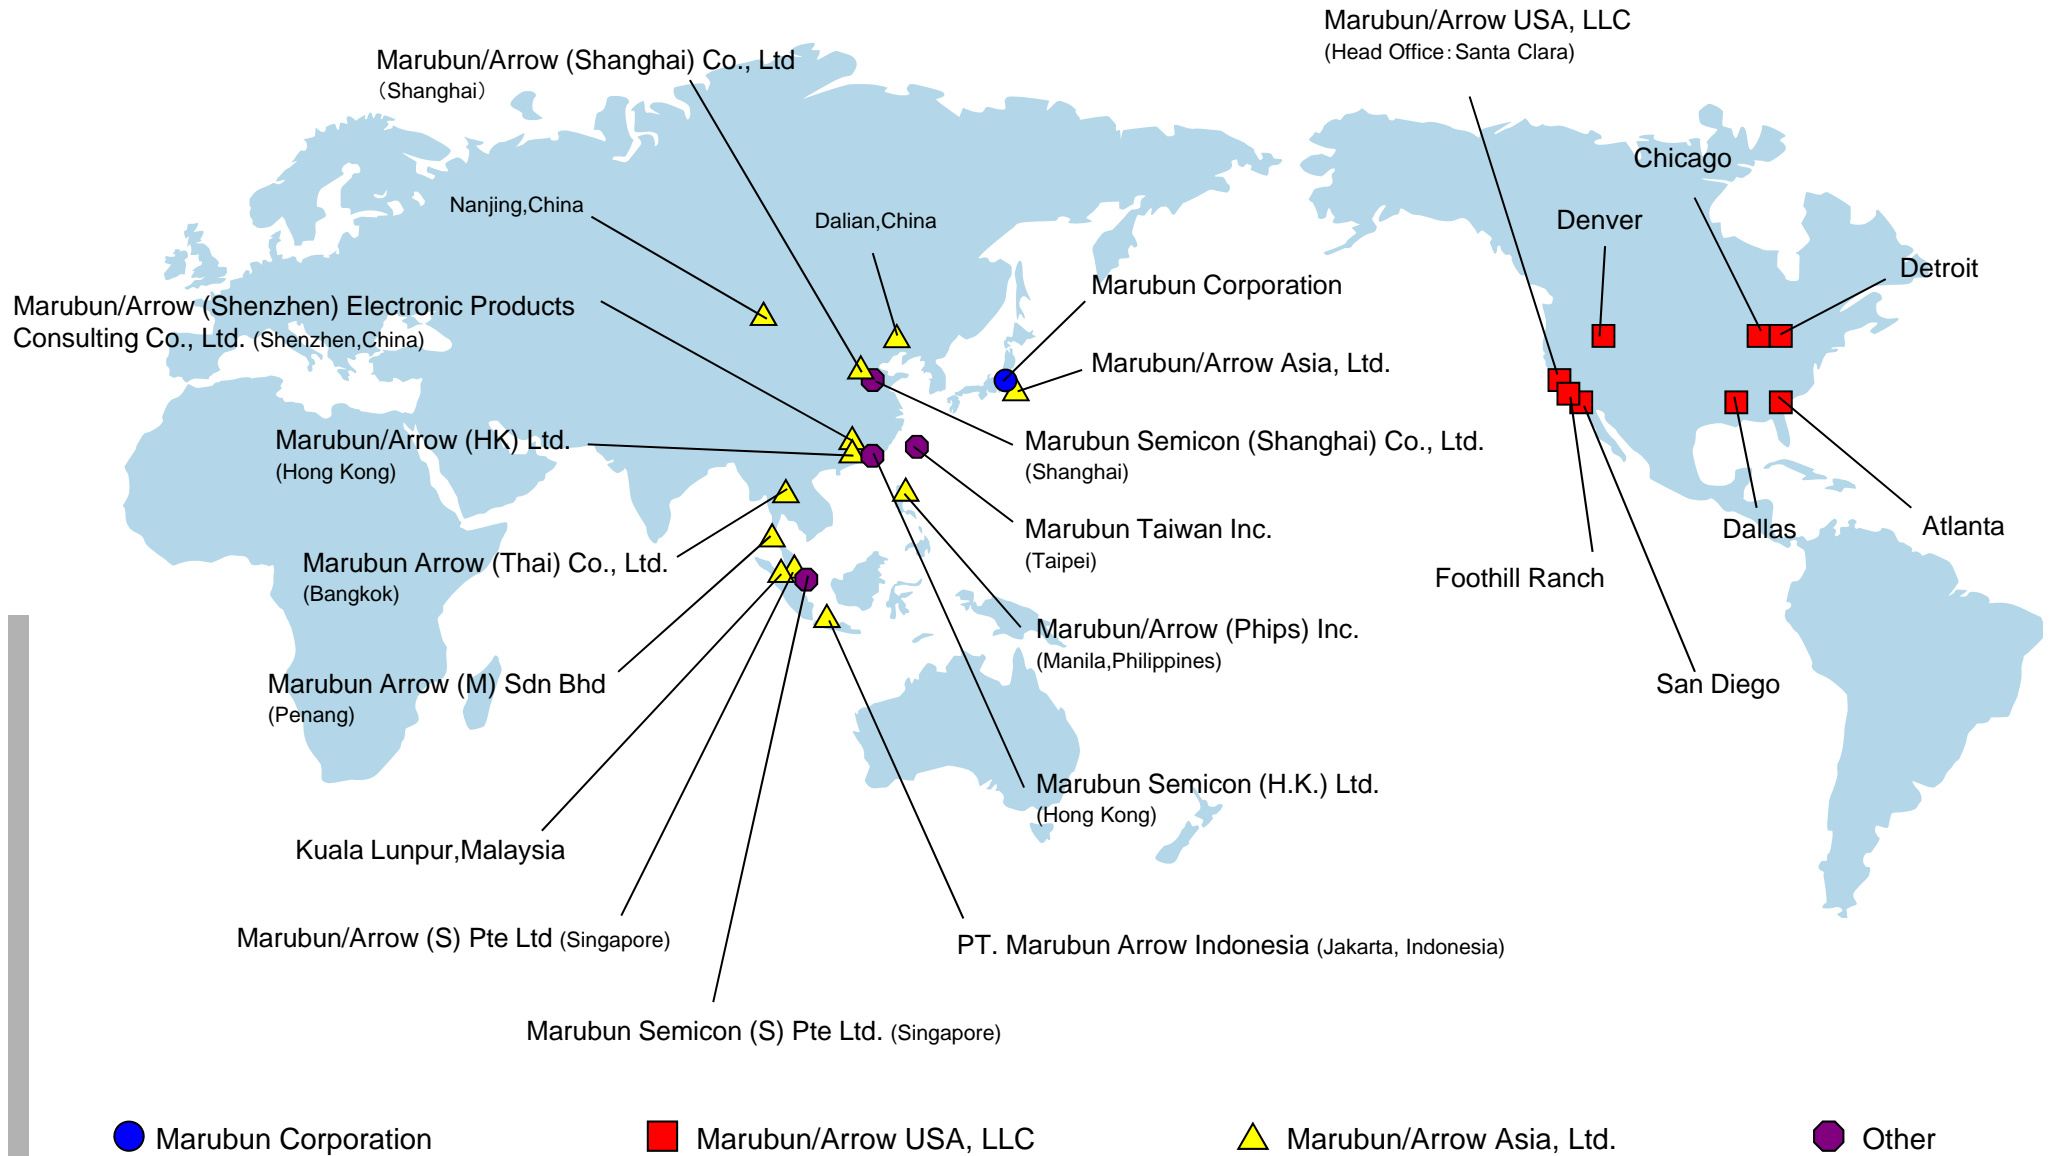 Marubun/Arrow USA, LLC
(Head Office:Santa Clara)
Marubun/Arrow (Shanghai) Co., Ltd
(Shanghai)
Chicago
Nanjing,China
Dalian,China
Denver
Detroit
Marubun Corporation
Marubun/Arrow (Shenzhen) Electronic Products
Consulting Co., Ltd. (Shenzhen,China)
Marubun/Arrow Asia, Ltd.
Marubun/Arrow (HK) Ltd.
(Hong Kong)
Marubun Semicon (Shanghai) Co., Ltd.
(Shanghai)
Marubun Taiwan Inc.
(Taipei)
Dallas
Atlanta
Marubun Arrow (Thai) Co., Ltd.
(Bangkok)
Foothill Ranch
Marubun/Arrow (Phips) Inc.
(Manila,Philippines)
Marubun Arrow (M) Sdn Bhd
(Penang)
San Diego
Marubun Semicon (H.K.) Ltd.
(Hong Kong)
Kuala Lunpur,Malaysia
Marubun/Arrow (S) Pte Ltd (Singapore)
PT. Marubun Arrow Indonesia (Jakarta, Indonesia)
Marubun Semicon (S) Pte Ltd. (Singapore)
Marubun Corporation
Marubun/Arrow USA, LLC
Marubun/Arrow Asia, Ltd.
Other